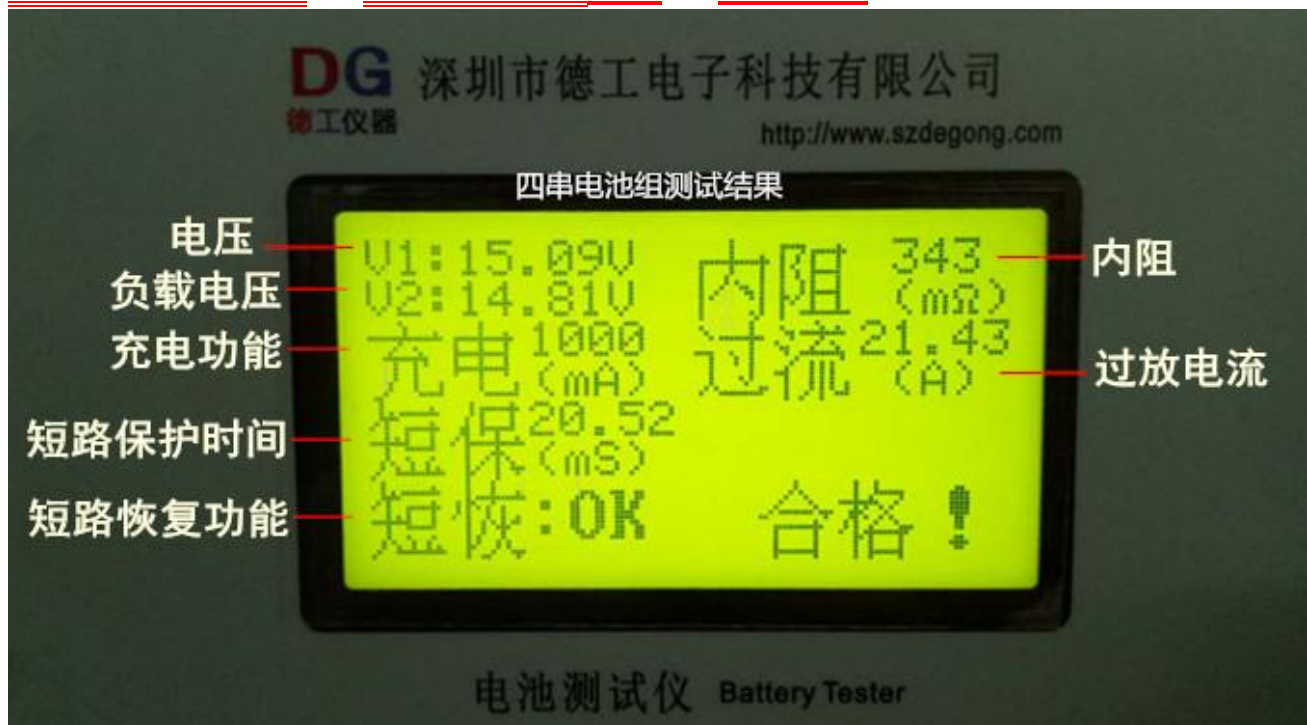 DG 深圳市德工电子科技有限公司
德工仪器
http://www.szdegong.com
四串电池组测试结果
电压
V1:15.09V
内阻 343
(mΩ)
内阻
负载电压
V2:14.81V
充电功能
充电 1000
(mA)
过流 21.43
(A)
过放电流
短路保护时间
短保 20.52
(mS)
短路恢复功能
短恢:OK
合格!
电池测试仪 Battery Tester